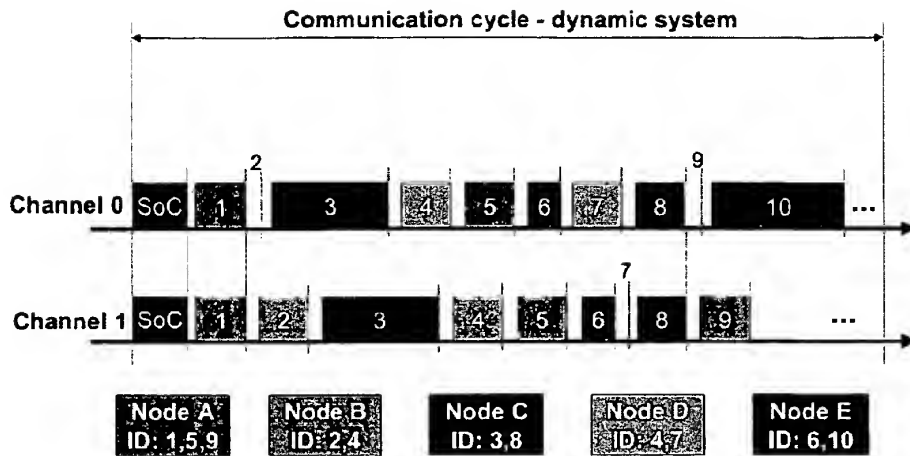 Communication cycle - dynamic system
2 9
Channel 0 SoC 1 3 4 5 6 7 8 10 ...
7
Channel 1 SoC 1 2 3 4 5 6 8 9 ...
Node A Node B Node C Node D Node E
ID: 1,5,9 ID: 2,4 ID: 3,8 ID: 4,7 ID: 6,10